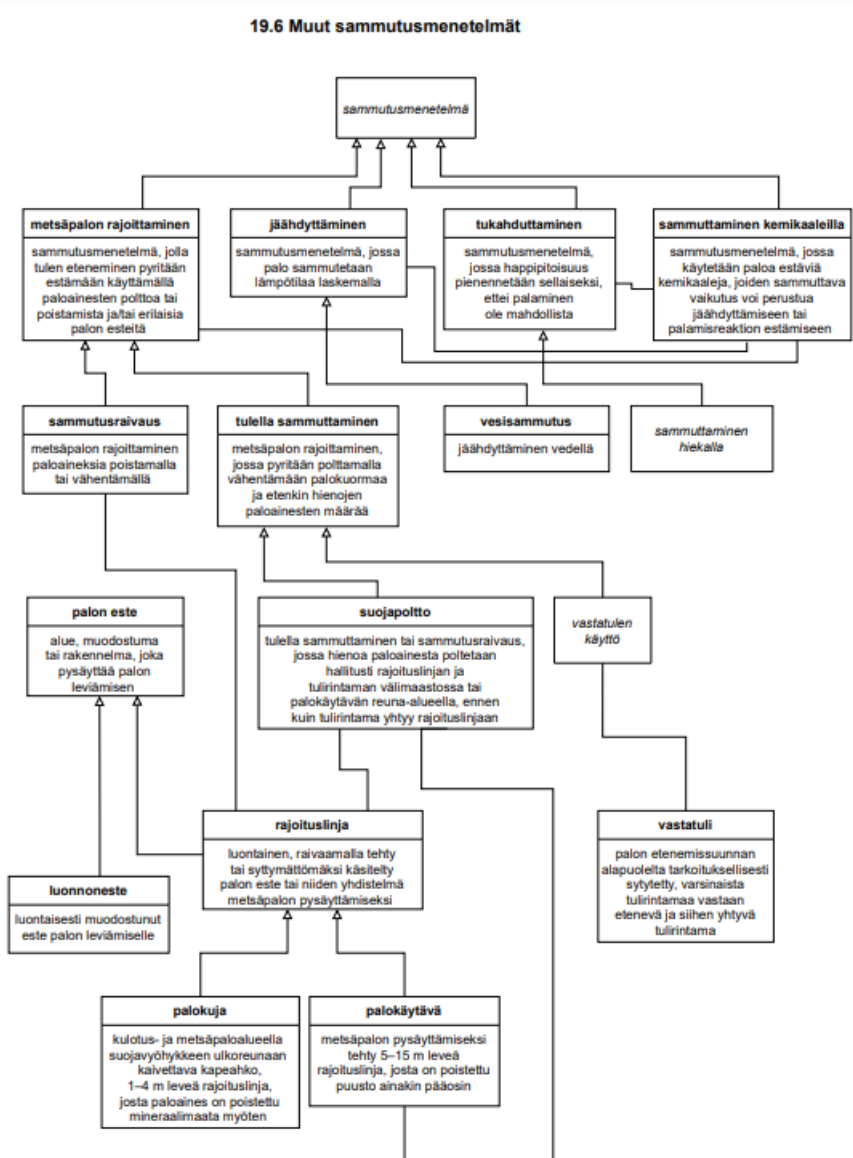 19.6 Muut sammutusmenetelmät
sammutusmenetelmä
metsäpalon rajoittaminen
sammutusmenetelmä, jolla
tulen eteneminen pyritään
estämään käyttämällä
paloainesten polttoa tai
poistamista ja/tai erilaisia
palon esteitä
jäähdyttäminen
sammutusmenetelmä, jossa
palo sammutetaan
lämpötilaa laskemalla
tukahduttaminen
sammutusmenetelmä,
jossa happipitoisuus
pienennetään sellaiseksi,
ettei palaminen
ole mahdollista
sammuttaminen kemikaaleilla
sammutusmenetelmä, jossa
käytetään paloa estäviä
kemikaaleja, joiden sammuttava
vaikutus voi perustua
jäähdyttämiseen tai
palamisreaktion estämiseen
sammutusraivaus
metsäpalon rajoittaminen
paloaineksia poistamalla
tai vähentämällä
tulella sammuttaminen
metsäpalon rajoittaminen,
jossa pyritään polttamalla
vähentämään palokuormaa
ja etenkin hienojen
paloainesten määrää
vesisammutus
jäähdyttäminen vedellä
sammuttaminen
hiekalla
palon este
alue, muodostuma
tai rakennelma, joka
pysäyttää palon
leviämisen
suojapoltto
tulella sammuttaminen tai sammutusraivaus,
jossa hienoa paloainesta poltetaan
hallitusti rajoituslinjan ja
tulirintaman välimaastossa tai
palokäytävän reuna-alueella, ennen
kuin tulirintama yhtyy rajoituslinjaan
vastatulen
käyttö
rajoituslinja
luontainen, raivaamalla tehty
tai syttymättömäksi käsitelty
palon este tai niiden yhdistelmä
metsäpalon pysäyttämiseksi
vastatuli
palon etenemissuunnan
alapuolelta tarkoituksellisesti
sytytetty, varsinaista
tulirintamaa vastaan
etenevä ja siihen yhtyvä
tulirintama
luonnoneste
luontaisesti muodostunut
este palon leviämiselle
palokuja
kulotus- ja metsäpaloalueella
suojavyöhykkeen ulkoreunaan
kaivettava kapeahko,
1–4 m leveä rajoituslinja,
josta paloaines on poistettu
mineraalimaata myöten
palokäytävä
metsäpalon pysäyttämiseksi
tehty 5–15 m leveä
rajoituslinja, josta on poistettu
puusto ainakin pääosin